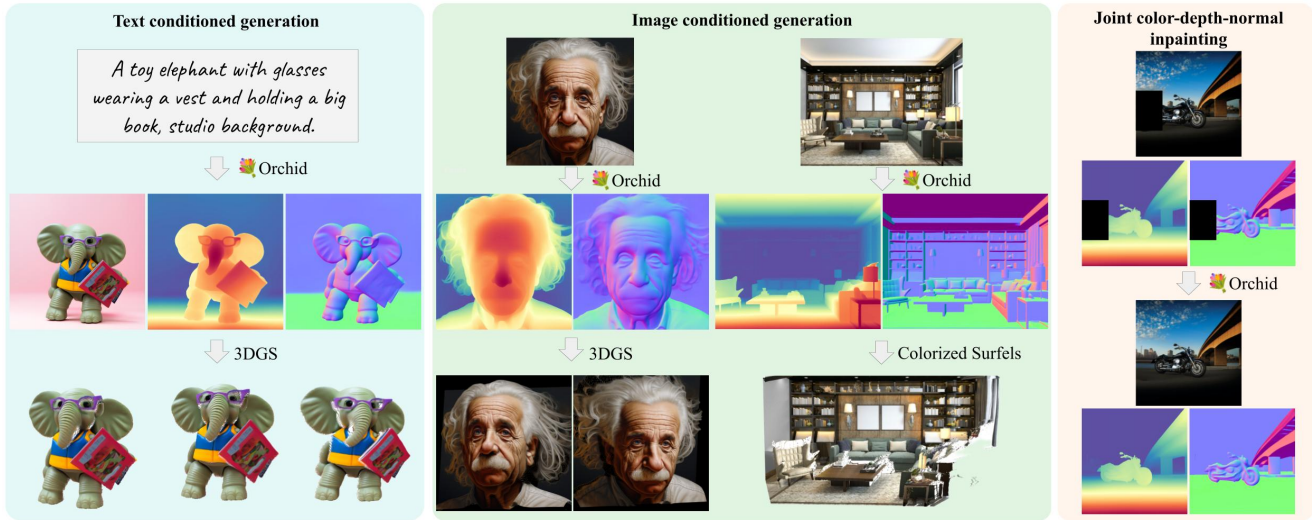 Text conditioned generation
A toy elephant with glasses
wearing a vest and holding a big
book, studio background.
Orchid
3DGS
Image conditioned generation
Orchid
Orchid
3DGS
Colorized Surfels
Joint color-depth-normal
inpainting
Orchid